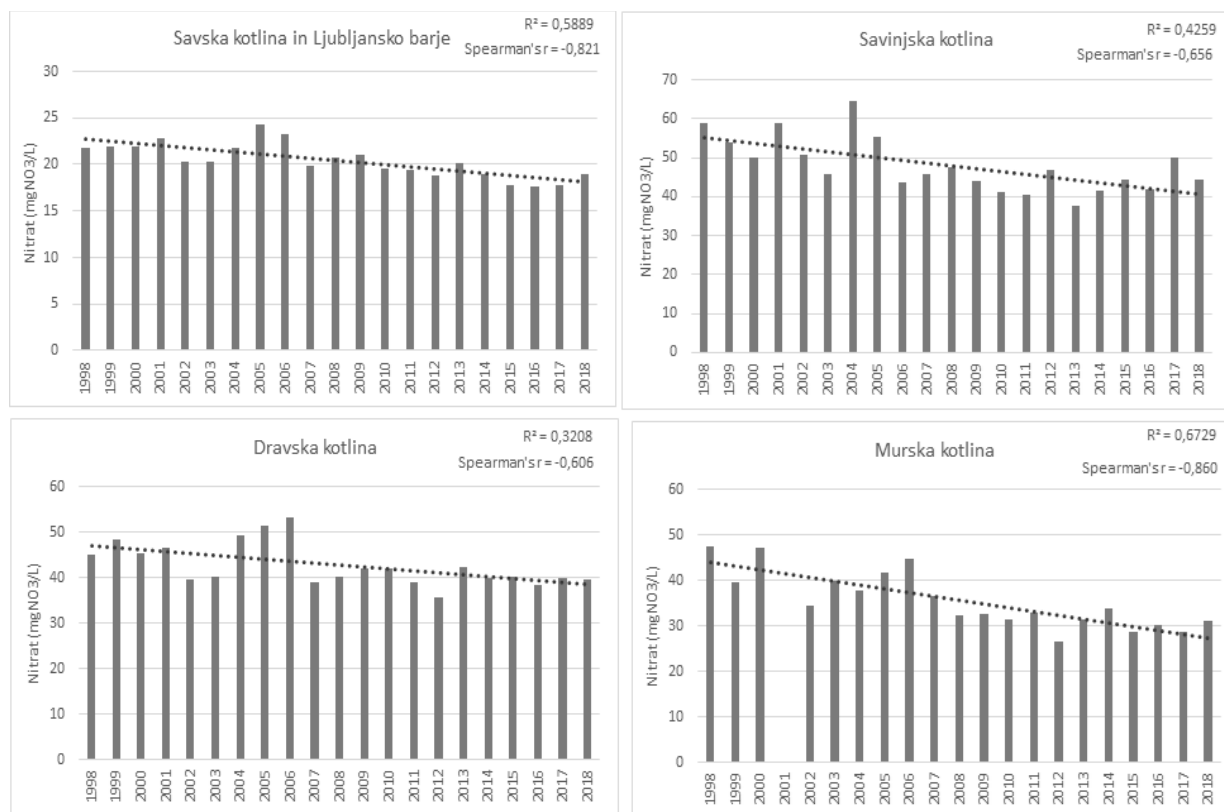 Savska kotlina in Ljubljansko barje
R² = 0,5889
Spearman's r = -0,821
Nitrat (mgNO3/L)
30
25
20
15
10
5
0
1998 1999 2000 2001 2002 2003 2004 2005 2006 2007 2008 2009 2010 2011 2012 2013 2014 2015 2016 2017 2018
Savinjska kotlina
R² = 0,4259
Spearman's r = -0,656
Nitrat (mgNO3/L)
70
60
50
40
30
20
10
0
1998 1999 2000 2001 2002 2003 2004 2005 2006 2007 2008 2009 2010 2011 2012 2013 2014 2015 2016 2017 2018
Dravska kotlina
R² = 0,3208
Spearman's r = -0,606
Nitrat (mgNO3/L)
60
50
40
30
20
10
0
1998 1999 2000 2001 2002 2003 2004 2005 2006 2007 2008 2009 2010 2011 2012 2013 2014 2015 2016 2017 2018
Murska kotlina
R² = 0,6729
Spearman's r = -0,860
Nitrat (mgNO3/L)
60
50
40
30
20
10
0
1998 1999 2000 2001 2002 2003 2004 2005 2006 2007 2008 2009 2010 2011 2012 2013 2014 2015 2016 2017 2018